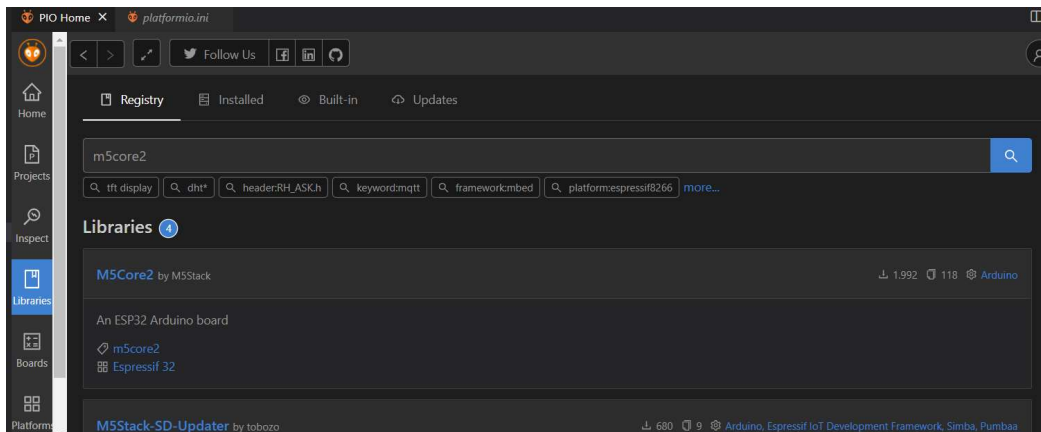 PIO Home platformio.ini
Follow Us
Home
Registry Installed Built-in Updates
m5core2
Projects
tft display dht* header:RH_ASK.h keyword:mqtt framework:mbed platform:espressif8266 more...
Inspect
Libraries 4
M5Core2 by M5Stack 1.992 118 Arduino
Libraries
An ESP32 Arduino board
m5core2
Boards
Espressif 32
Platforms
M5Stack-SD-Updater by tobozo 680 9 Arduino, Espressif IoT Development Framework, Simba, Pumbaa